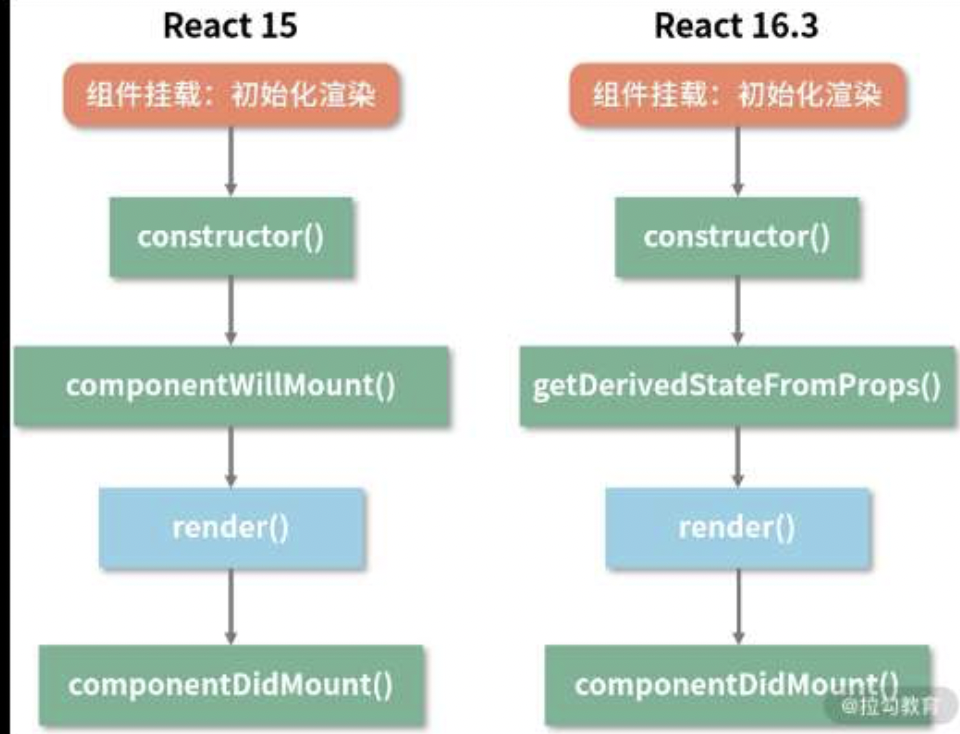 React 15
组件挂载：初始化渲染
constructor()
componentWillMount()
render()
componentDidMount()
React 16.3
组件挂载：初始化渲染
constructor()
getDerivedStateFromProps()
render()
componentDidMount()
@拉勾教育